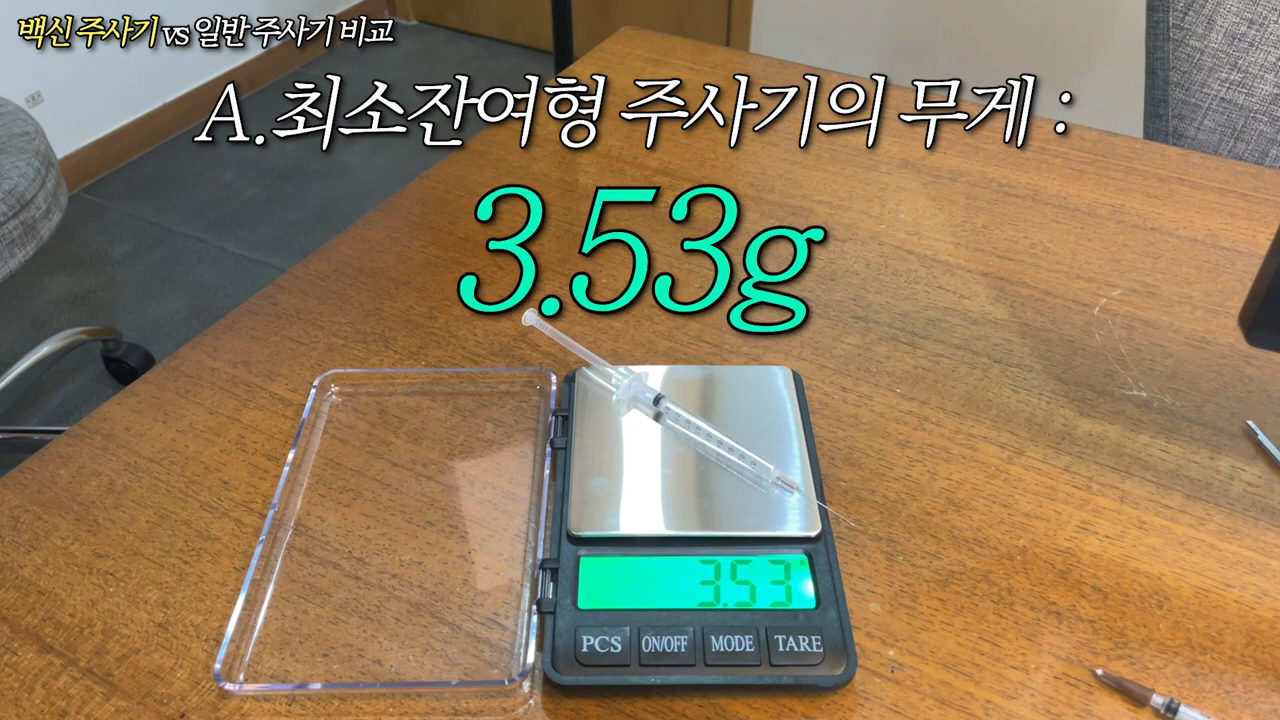 백신 주사기 vs 일반 주사기 비교
A.최소잔여형 주사기의 무게 :
3.53g
3.53
PCS ON/OFF MODE TARE